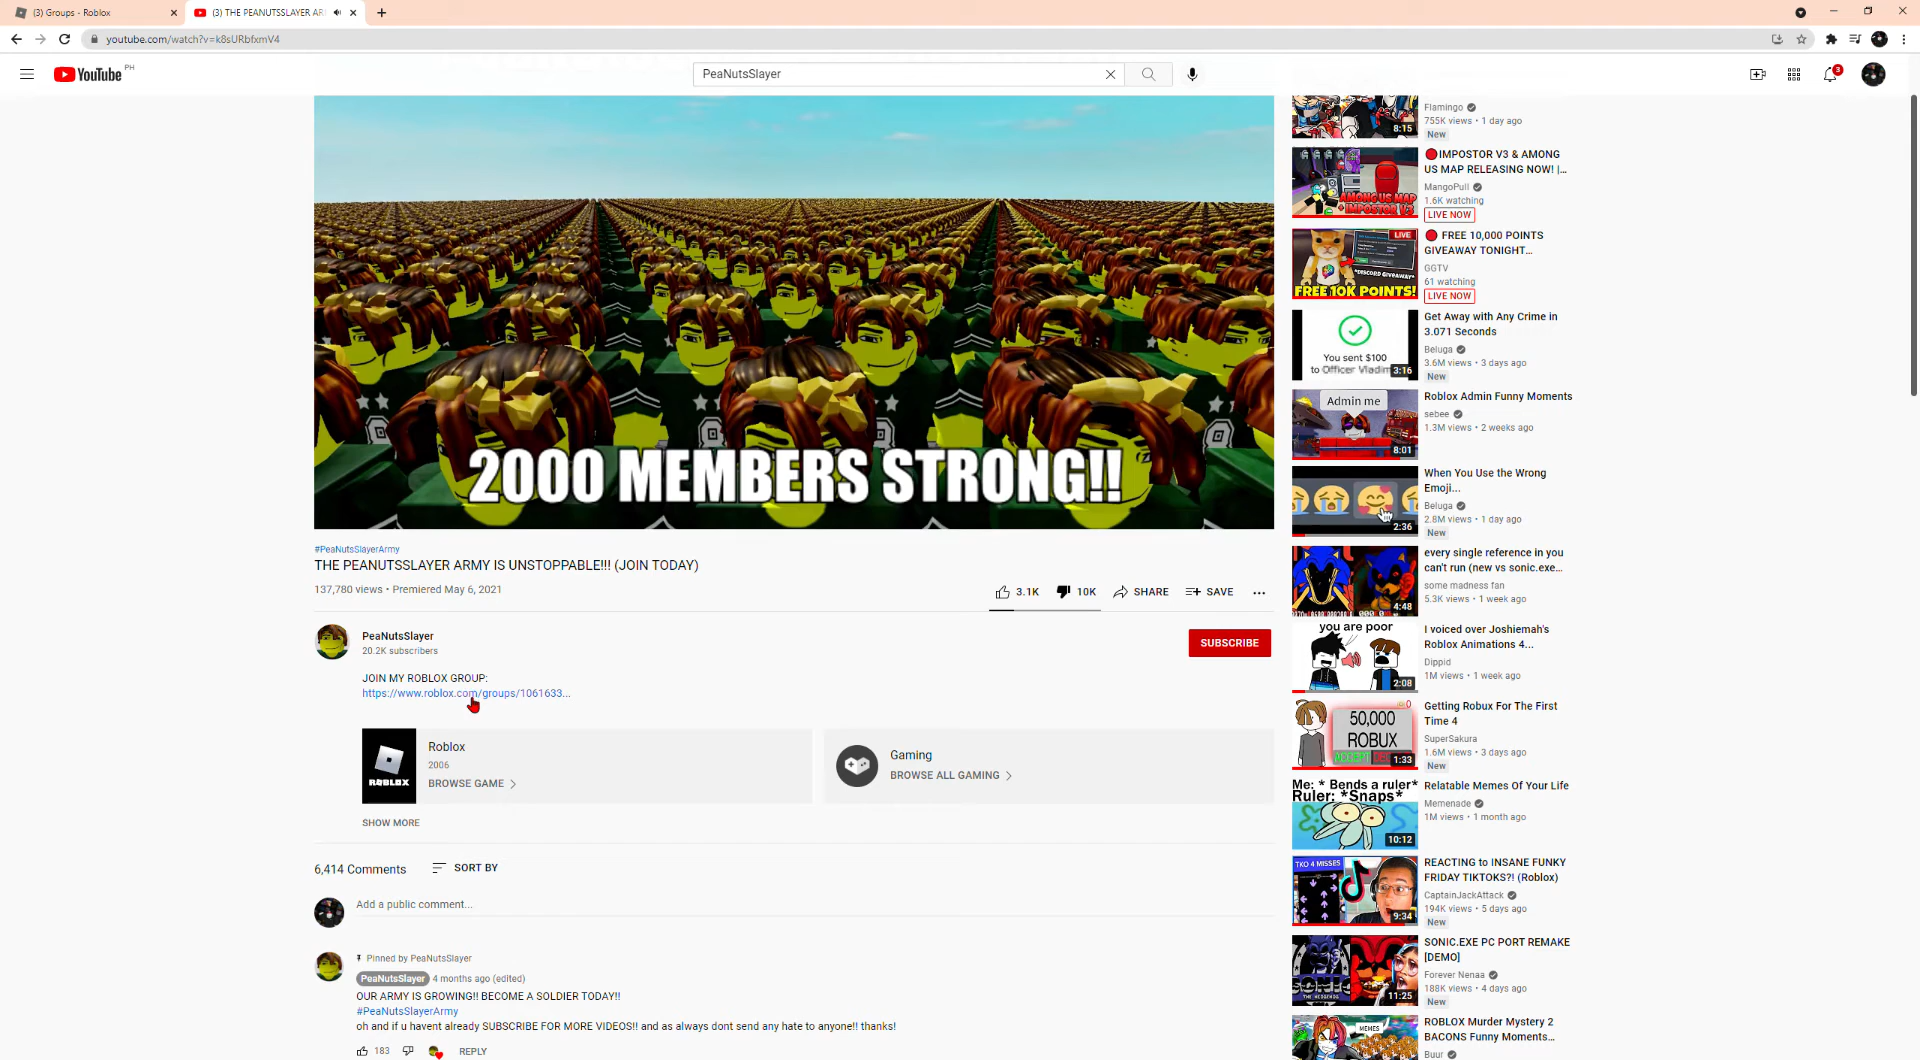 (3) Groups - Roblox
(3) THE PEANUTSSLAYER AR
youtube.com/watch?v=k8sURbfxmV4
YouTube PH
PeaNutsSlayer
3
2000 MEMBERS STRONG!!
#PeaNutsSlayerArmy
THE PEANUTSSLAYER ARMY IS UNSTOPPABLE!!! (JOIN TODAY)
137,780 views • Premiered May 6, 2021
3.1K
10K
SHARE
SAVE
PeaNutsSlayer
20.2K subscribers
SUBSCRIBE
JOIN MY ROBLOX GROUP:
https://www.roblox.com/groups/1061633...
ROBLOX
Roblox
2006
BROWSE GAME
Gaming
BROWSE ALL GAMING
SHOW MORE
6,414 Comments
SORT BY
Add a public comment...
Pinned by PeaNutsSlayer
PeaNutsSlayer 4 months ago (edited)
OUR ARMY IS GROWING!! BECOME A SOLDIER TODAY!!
#PeaNutsSlayerArmy
oh and if u havent already SUBSCRIBE FOR MORE VIDEOS!! and as always dont send any hate to anyone!! thanks!
183
REPLY
8:15
Flamingo
755K views • 1 day ago
New
AMONG US MAP
+ IMPOSTOR V3
IMPOSTOR V3 & AMONG
US MAP RELEASING NOW! |...
MangoPull
1.6K watching
LIVE NOW
LIVE
*DISCORD GIVEAWAY*
FREE 10K POINTS!
FREE 10,000 POINTS
GIVEAWAY TONIGHT...
GGTV
61 watching
LIVE NOW
You sent $100
to Officer Vladim
3:16
Get Away with Any Crime in
3.071 Seconds
Beluga
3.6M views • 3 days ago
New
Admin me
8:01
Roblox Admin Funny Moments
sebee
1.3M views • 2 weeks ago
2:36
When You Use the Wrong
Emoji...
Beluga
2.8M views • 1 day ago
New
4:48
every single reference in you
can't run (new vs sonic.exe...
some madness fan
5.3K views • 1 week ago
you are poor
2:08
I voiced over Joshiemah's
Roblox Animations 4...
Dippid
1M views • 1 week ago
50,000
ROBUX
1:33
Getting Robux For The First
Time 4
SuperSakura
1.6M views • 3 days ago
New
Me: * Bends a ruler*
Ruler: *Snaps*
10:12
Relatable Memes Of Your Life
Memenade
1M views • 1 month ago
TKO 4 MISSES
9:34
REACTING to INSANE FUNKY
FRIDAY TIKTOKS?! (Roblox)
CaptainJackAttack
194K views • 5 days ago
New
11:25
SONIC.EXE PC PORT REMAKE
[DEMO]
Forever Nenaa
188K views • 4 days ago
New
MEMES
ROBLOX Murder Mystery 2
BACONS Funny Moments...
Buur